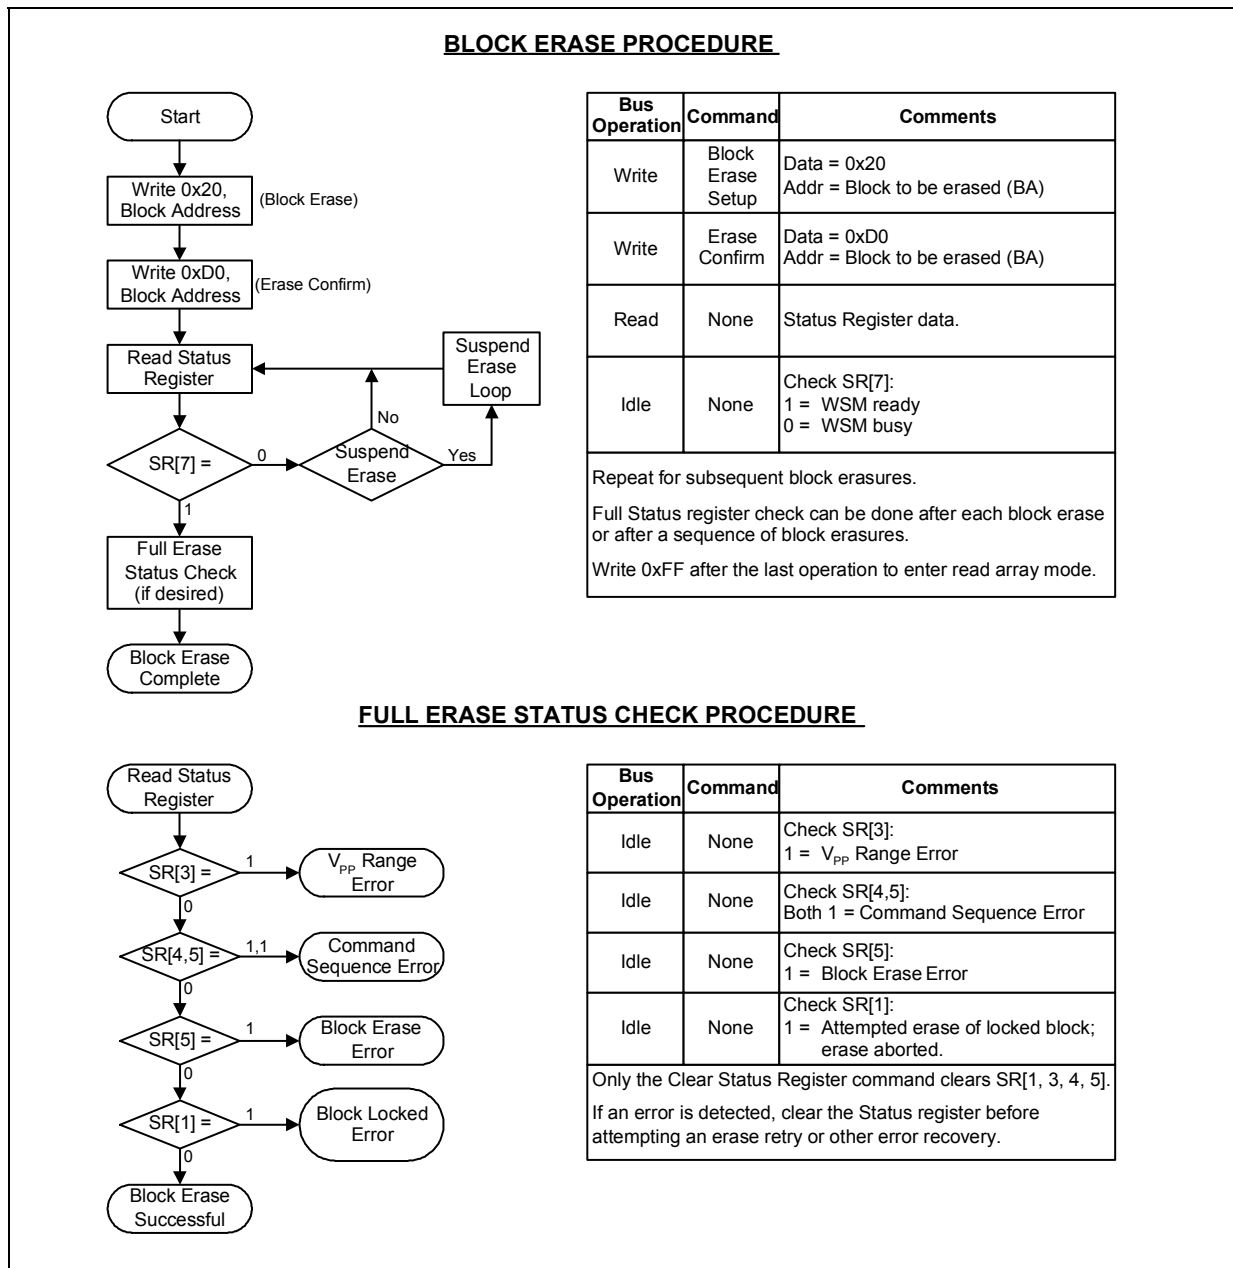 BLOCK ERASE PROCEDURE
Start
Write 0x20,
Block Address
(Block Erase)
Write 0xD0,
Block Address
(Erase Confirm)
Read Status
Register
Suspend
Erase
Loop
No
SR[7] =
0
Suspend
Erase
Yes
1
Full Erase
Status Check
(if desired)
Block Erase
Complete
Bus
Operation
Command
Comments
Write
Block
Erase
Setup
Data = 0x20
Addr = Block to be erased (BA)
Write
Erase
Confirm
Data = 0xD0
Addr = Block to be erased (BA)
Read
None
Status Register data.
Idle
None
Check SR[7]:
1 = WSM ready
0 = WSM busy
Repeat for subsequent block erasures.
Full Status register check can be done after each block erase
or after a sequence of block erasures.
Write 0xFF after the last operation to enter read array mode.
FULL ERASE STATUS CHECK PROCEDURE
Read Status
Register
SR[3] =
1
VPP Range
Error
0
SR[4,5] =
1,1
Command
Sequence Error
0
SR[5] =
1
Block Erase
Error
0
SR[1] =
1
Block Locked
Error
0
Block Erase
Successful
Bus
Operation
Command
Comments
Idle
None
Check SR[3]:
1 = VPP Range Error
Idle
None
Check SR[4,5]:
Both 1 = Command Sequence Error
Idle
None
Check SR[5]:
1 = Block Erase Error
Idle
None
Check SR[1]:
1 = Attempted erase of locked block;
erase aborted.
Only the Clear Status Register command clears SR[1, 3, 4, 5].
If an error is detected, clear the Status register before
attempting an erase retry or other error recovery.